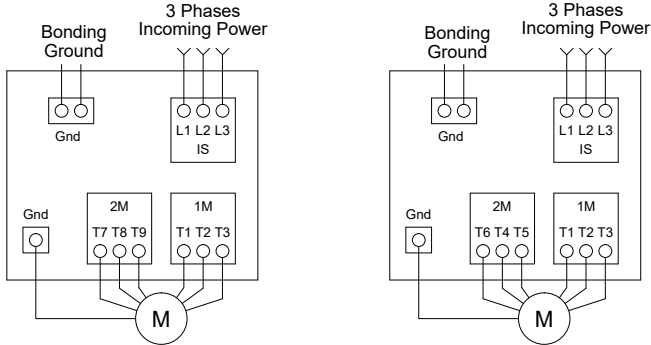 3 Phases
Incoming Power
Bonding
Ground
Gnd
L1 L2 L3
IS
2M
1M
Gnd
T7 T8 T9
T1 T2 T3
M
3 Phases
Incoming Power
Bonding
Ground
Gnd
L1 L2 L3
IS
2M
1M
Gnd
T6 T4 T5
T1 T2 T3
M